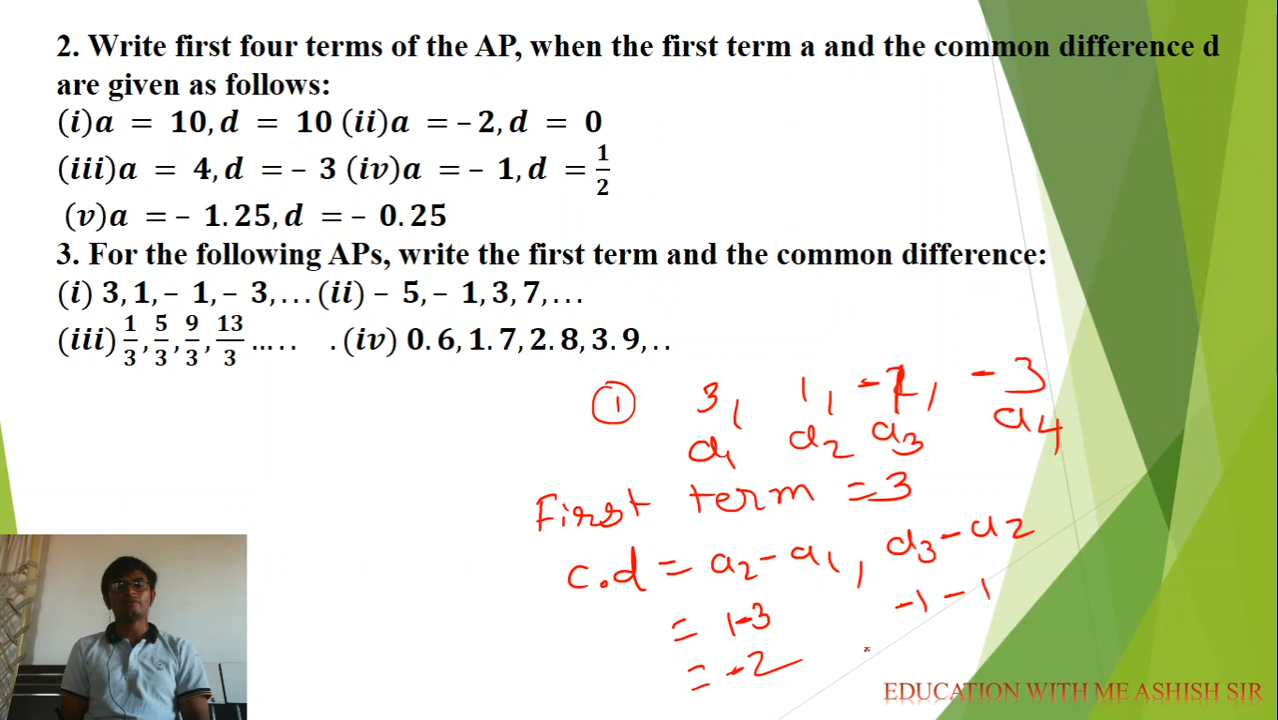 2. Write first four terms of the AP, when the first term a and the common difference d
are given as follows:
(i)a = 10, d = 10 (ii)a = – 2, d = 0
(iii)a = 4, d = – 3 (iv)a = – 1, d = 1/2
(v)a = – 1.25, d = – 0.25
3. For the following APs, write the first term and the common difference:
(i) 3, 1, – 1, – 3, ... (ii) – 5, – 1, 3, 7, ...
(iii) 1/3, 5/3, 9/3, 13/3 ..... . (iv) 0.6, 1.7, 2.8, 3.9, ..
① 3, 1, -1, -3
a1 a2 a3 a4
First term = 3
c.d = a2 - a1, a3 - a2
= 1-3 -1 - 1
= -2
EDUCATION WITH ME ASHISH SIR